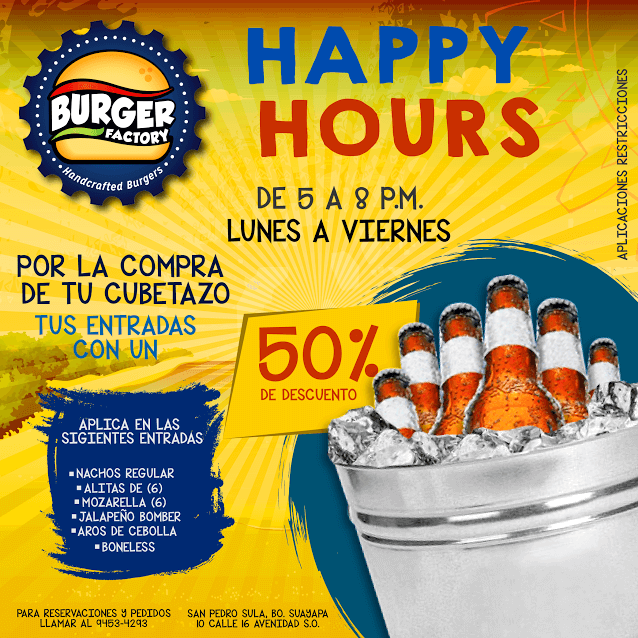 BURGER
FACTORY
Handcrafted Burgers
HAPPY
HOURS
DE 5 A 8 P.M.
LUNES A VIERNES
APLICACIONES RESTRICCIONES
POR LA COMPRA
DE TU CUBETAZO
TUS ENTRADAS
CON UN
50%
DE DESCUENTO
APLICA EN LAS
SIGIENTES ENTRADAS
▪NACHOS REGULAR
▪ALITAS DE (6)
▪MOZARELLA (6)
▪JALAPEÑO BOMBER
▪AROS DE CEBOLLA
▪BONELESS
PARA RESERVACIONES Y PEDIDOS
LLAMAR AL 9453-4293
SAN PEDRO SULA, BO. SUAYAPA
10 CALLE 16 AVENIDAD S.O.